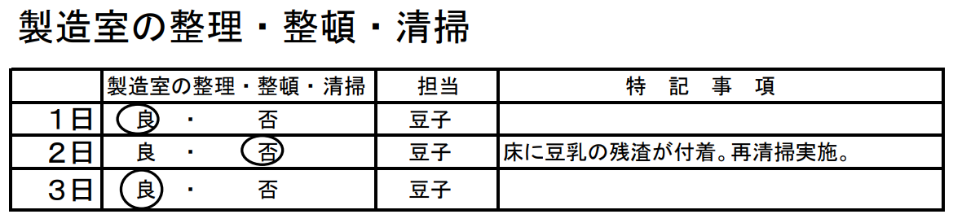 製造室の整理・整頓・清掃
製造室の整理・整頓・清掃 担当 特 記 事 項
1日 良 ・ 否 豆子
2日 良 ・ 否 豆子 床に豆乳の残渣が付着。再清掃実施。
3日 良 ・ 否 豆子